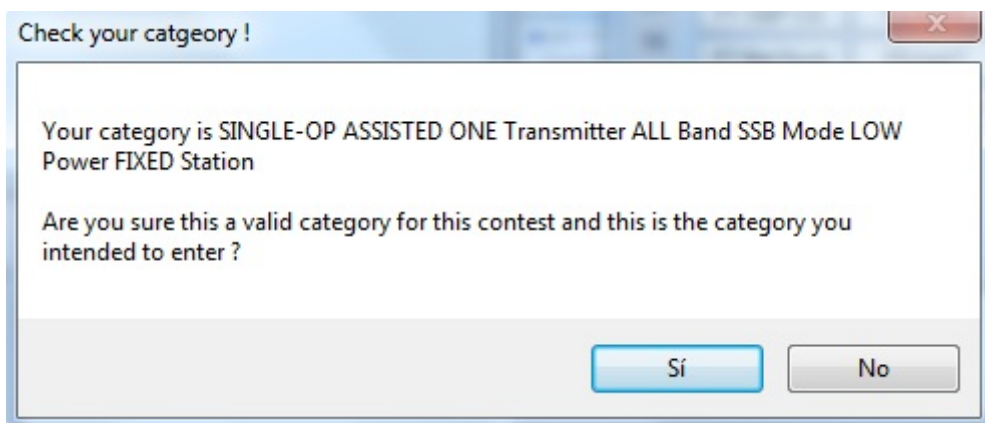 Check your catgeory !
Your category is SINGLE-OP ASSISTED ONE Transmitter ALL Band SSB Mode LOW
Power FIXED Station
Are you sure this a valid category for this contest and this is the category you
intended to enter ?
Sí
No